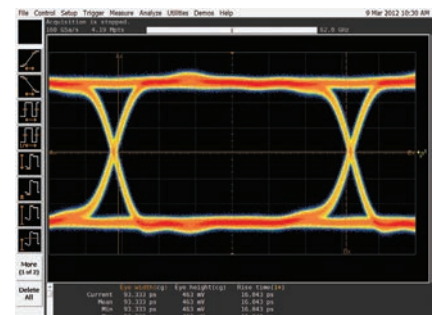 File Control Setup Trigger Measure Analyze Utilities Demos Help 9 Mar 2012 10:30 AM
Acquisition is stopped.
160 GSa/s 4.19 Mpts 62.0 GHz
More
(1 of 2)
Delete
All
Eye width(cg) Eye height(cg) Rise time(1★)
Current 93.333 ps 463 mV 16.043 ps
Mean 93.333 ps 463 mV 16.043 ps
Min 93.333 ps 463 mV 16.043 ps